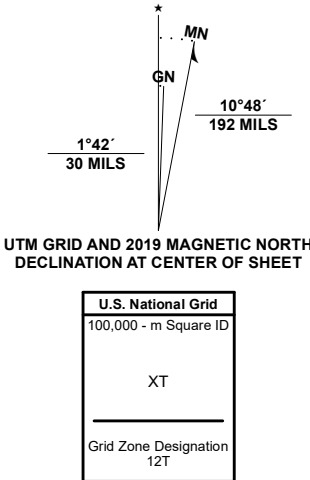 ★
MN
GN
10°48´
192 MILS
1°42´
30 MILS
UTM GRID AND 2019 MAGNETIC NORTH
DECLINATION AT CENTER OF SHEET
U.S. National Grid
100,000 - m Square ID
XT
Grid Zone Designation
12T